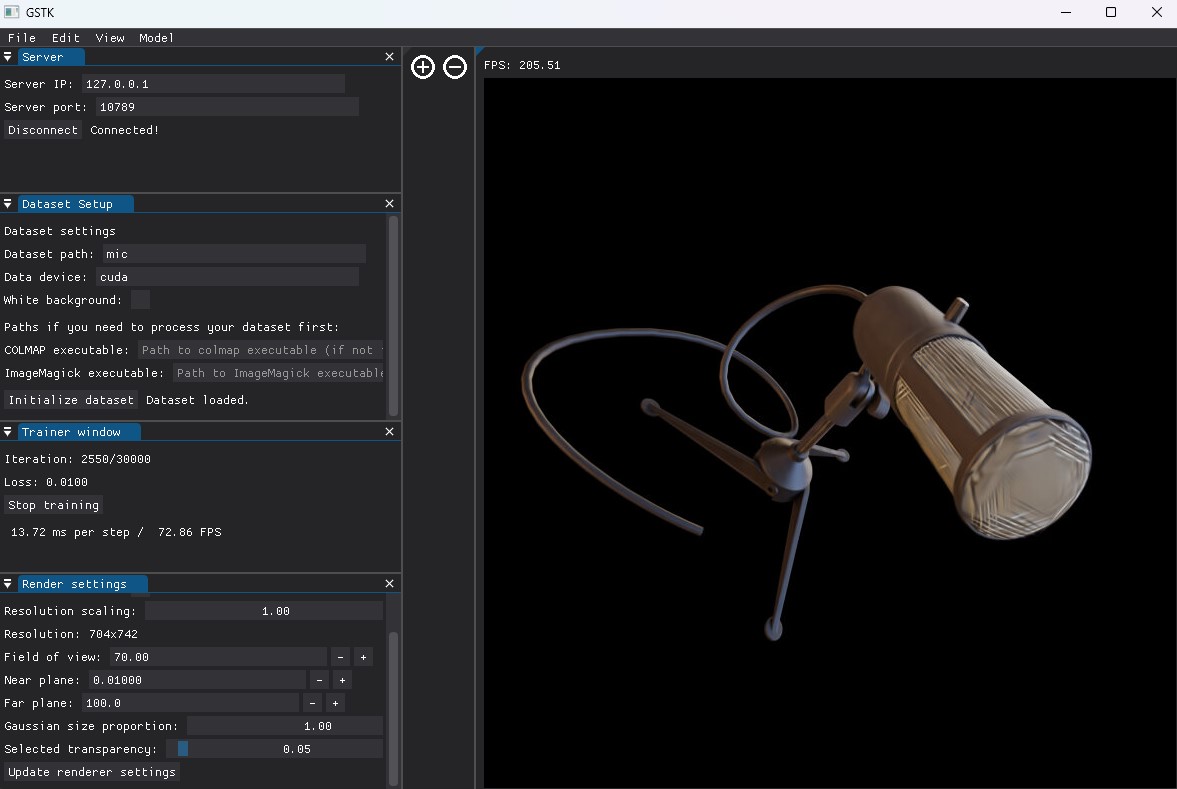 GSTK
File Edit View Model
Server
Server IP: 127.0.0.1
Server port: 10789
Disconnect Connected!
Dataset Setup
Dataset settings
Dataset path: mic
Data device: cuda
White background:
Paths if you need to process your dataset first:
COLMAP executable: Path to colmap executable (if not
ImageMagick executable: Path to ImageMagick executable
Initialize dataset Dataset loaded.
Trainer window
Iteration: 2550/30000
Loss: 0.0100
Stop training
13.72 ms per step / 72.86 FPS
Render settings
Resolution scaling: 1.00
Resolution: 704x742
Field of view: 70.00 - +
Near plane: 0.01000 - +
Far plane: 100.0 - +
Gaussian size proportion: 1.00
Selected transparency: 0.05
Update renderer settings
FPS: 205.51